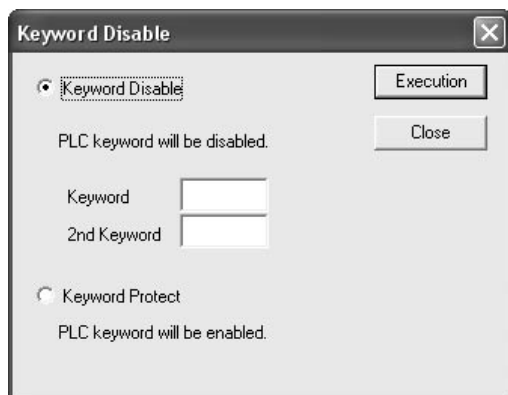 Keyword Disable
Keyword Disable
Execution
PLC keyword will be disabled.
Close
Keyword
2nd Keyword
Keyword Protect
PLC keyword will be enabled.